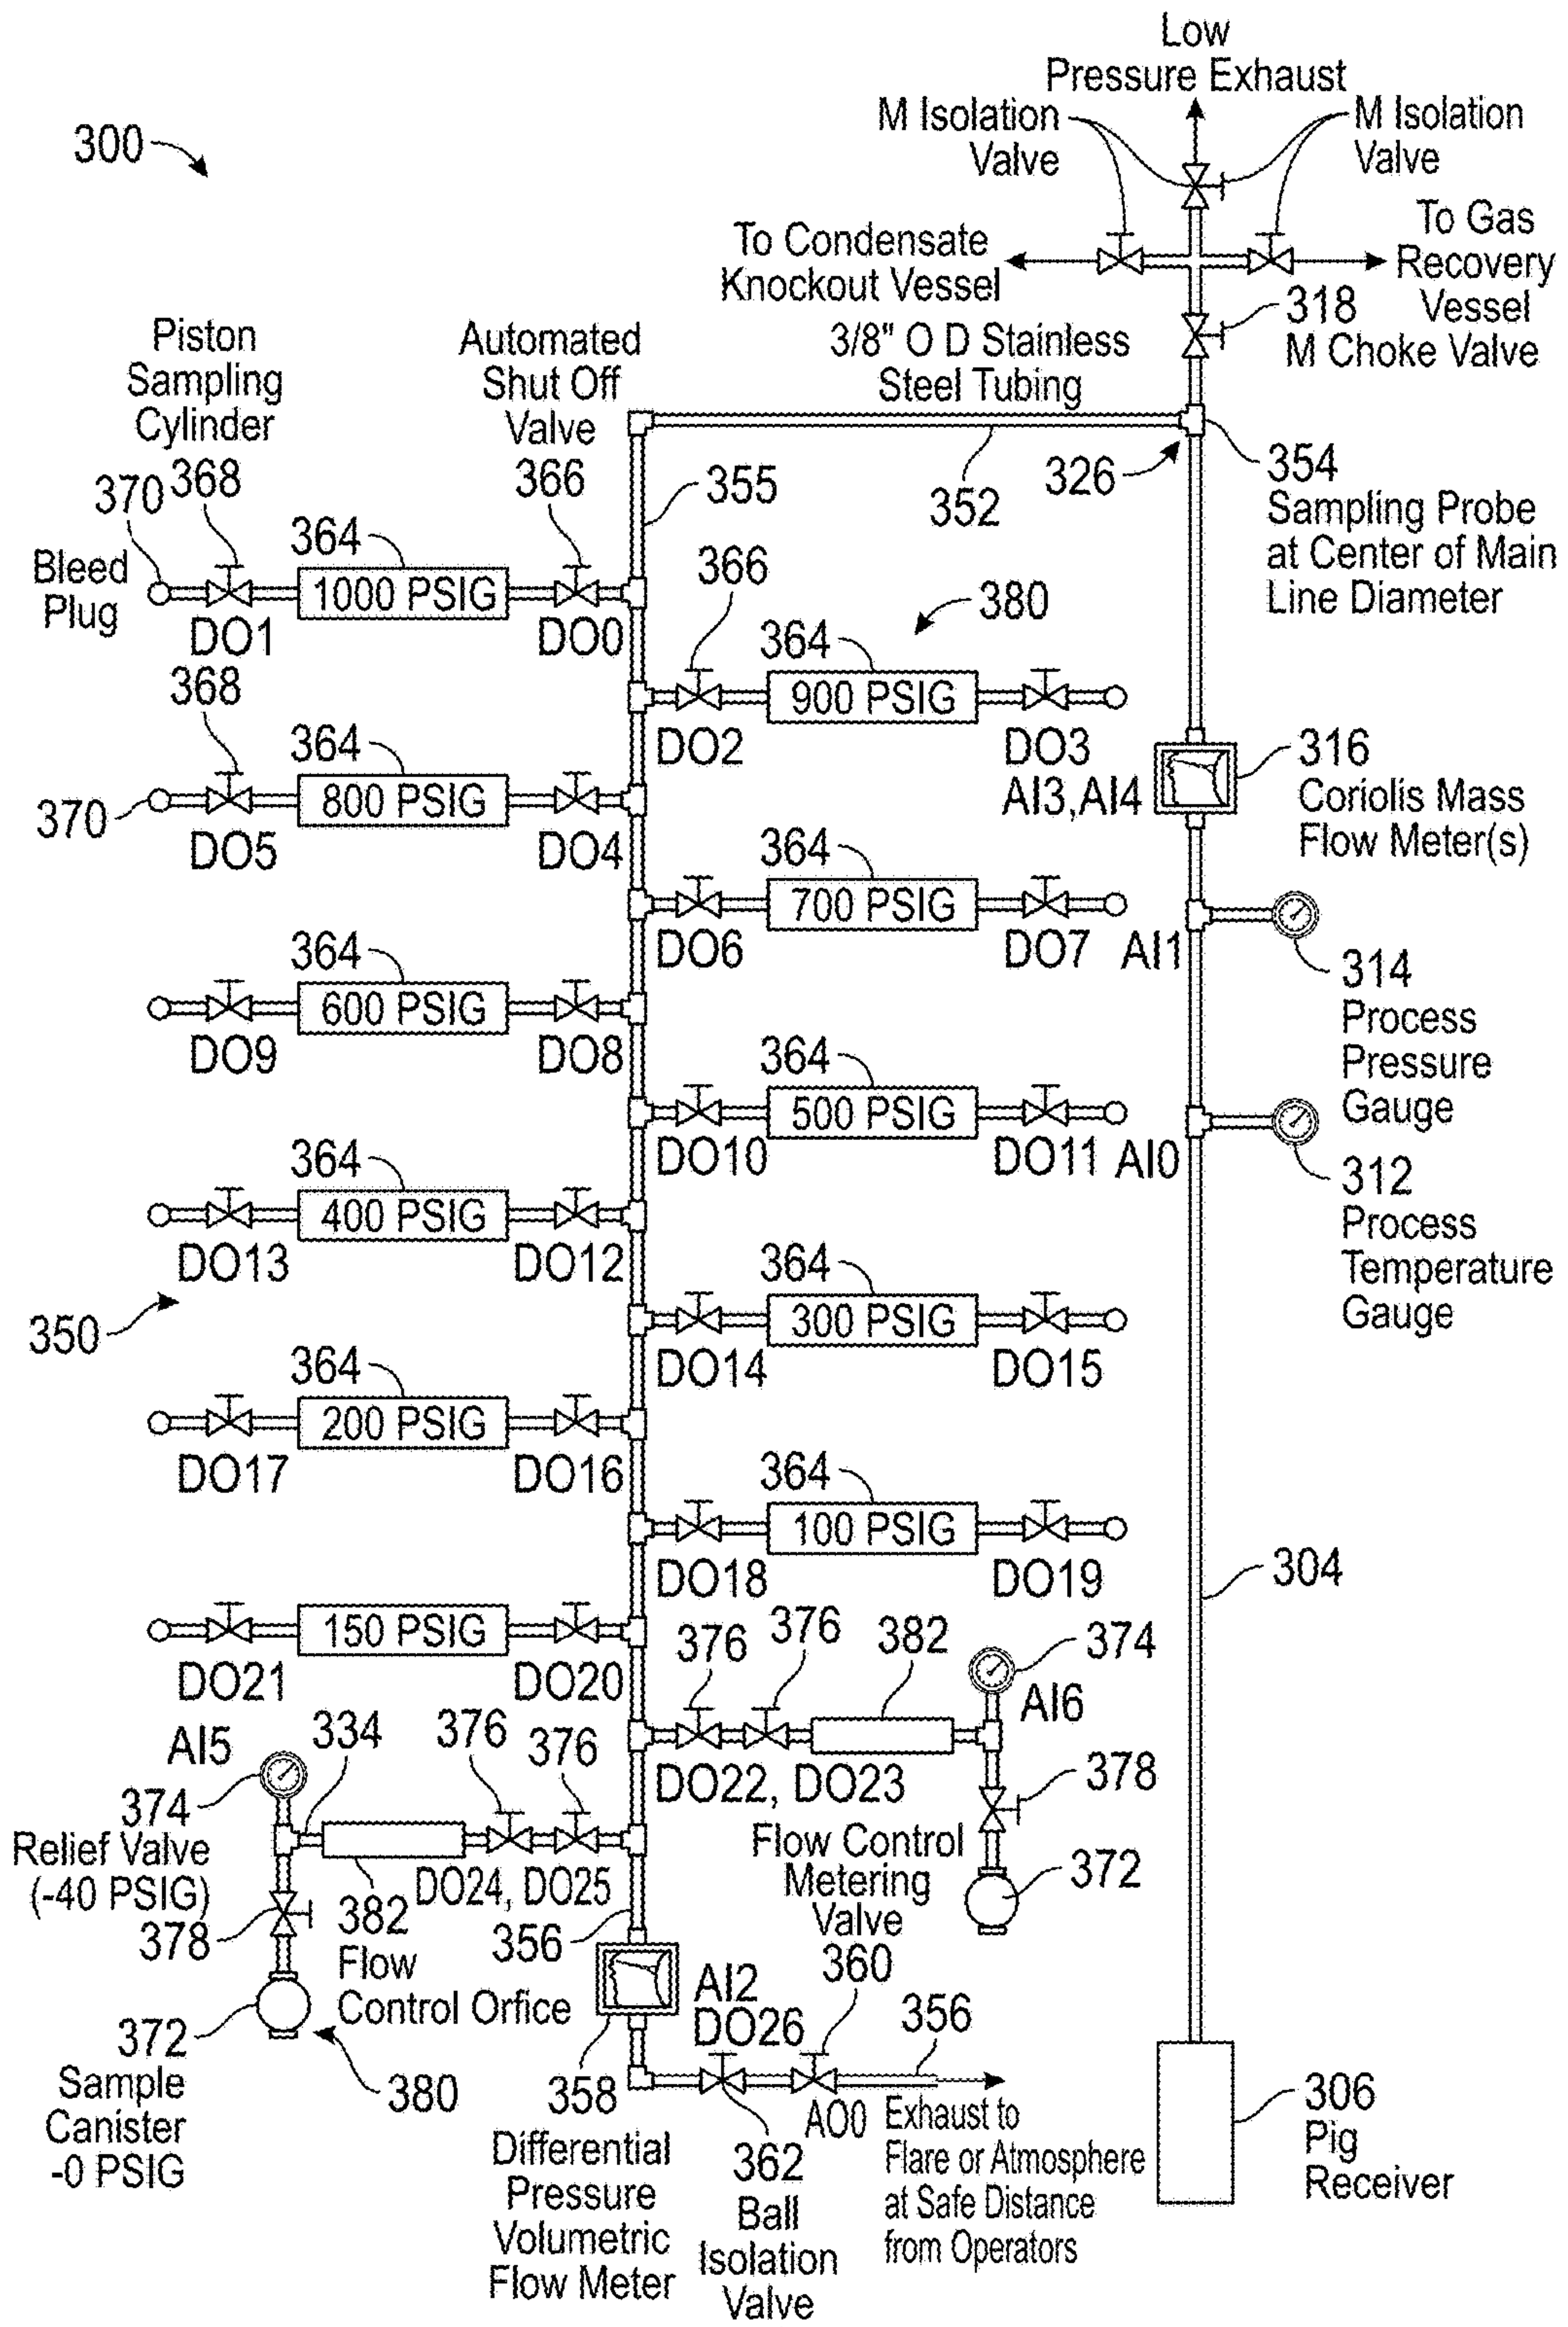 Low
Pressure Exhaust
M Isolation
Valve
M Isolation
Valve
300
To Condensate
Knockout Vessel
To Gas
Recovery
Vessel
318
M Choke Valve
Piston
Sampling
Cylinder
Automated
Shut Off
Valve
3/8" O D Stainless
Steel Tubing
370
368
366
355
352
326
354
Sampling Probe
at Center of Main
Line Diameter
Bleed
Plug
364
1000 PSIG
DO1
DO0
366
380
368
364
900 PSIG
DO2
DO3
364
800 PSIG
370
DO5
DO4
AI3,AI4
316
Coriolis Mass
Flow Meter(s)
364
700 PSIG
DO6
DO7
AI1
314
Process
Pressure
Gauge
364
600 PSIG
DO9
DO8
364
500 PSIG
DO10
DO11
AI0
312
Process
Temperature
Gauge
364
400 PSIG
DO13
DO12
350
364
300 PSIG
DO14
DO15
364
200 PSIG
DO17
DO16
364
100 PSIG
DO18
DO19
304
150 PSIG
DO21
DO20
376
376
382
374
AI6
DO22, DO23
378
372
AI5
334
376
376
374
Relief Valve
(-40 PSIG)
378
382
DO24, DO25
Flow
Control Orfice
Flow Control
Metering
Valve
360
356
372
Sample
Canister
-0 PSIG
380
358
Differential
Pressure
Volumetric
Flow Meter
AI2
DO26
362
Ball
Isolation
Valve
AO0
356
Exhaust to
Flare or Atmosphere
at Safe Distance
from Operators
306
Pig
Receiver